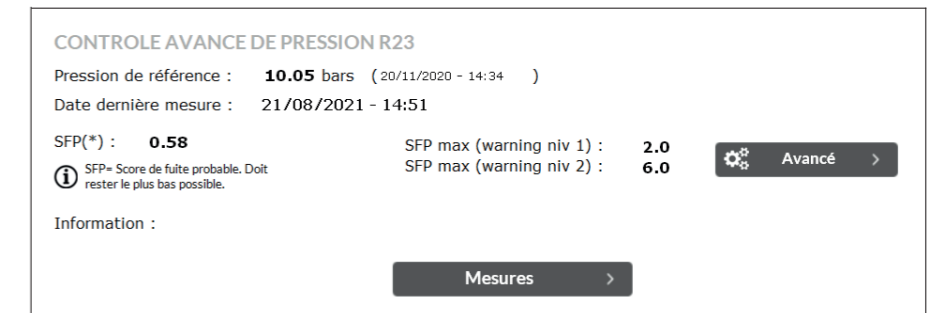 CONTROLE AVANCE DE PRESSION R23
Pression de référence : 10.05 bars (20/11/2020 - 14:34 )
Date dernière mesure : 21/08/2021 - 14:51
SFP(*) : 0.58
SFP= Score de fuite probable. Doit
rester le plus bas possible.
SFP max (warning niv 1) : 2.0
SFP max (warning niv 2) : 6.0
Avancé >
Information :
Mesures >